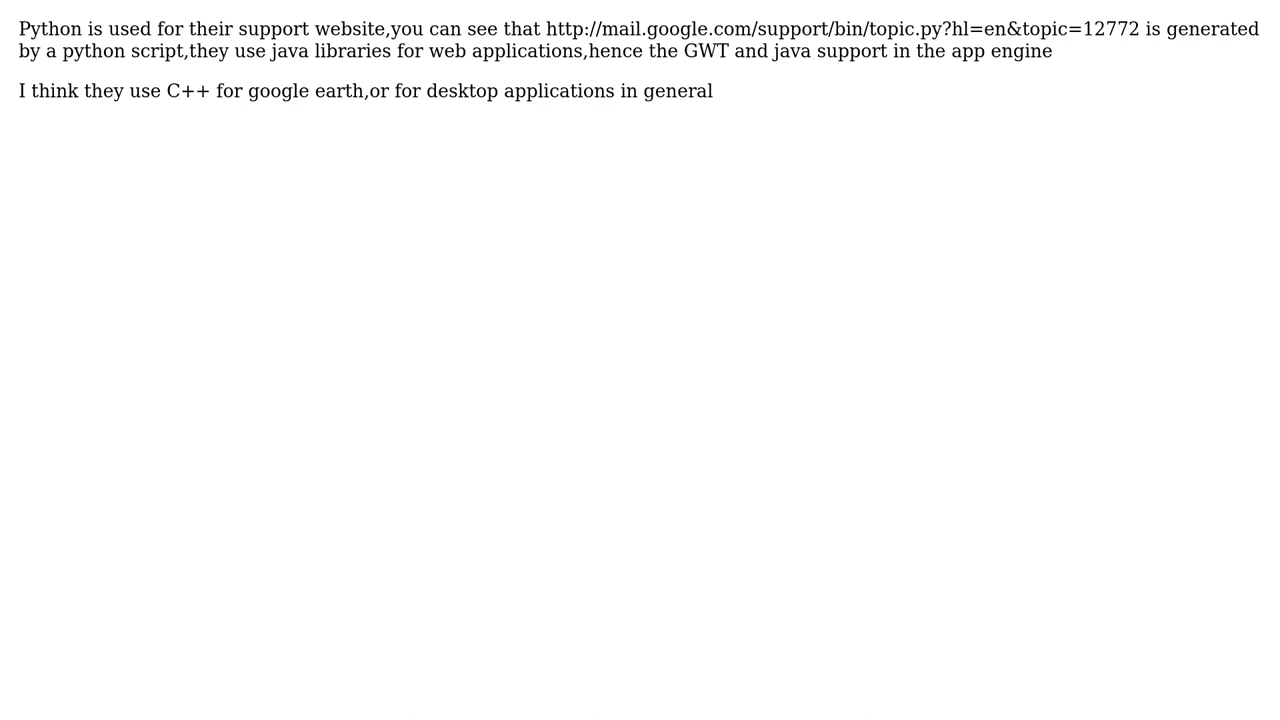 Python is used for their support website,you can see that http://mail.google.com/support/bin/topic.py?hl=en&topic=12772 is generated
by a python script,they use java libraries for web applications,hence the GWT and java support in the app engine
I think they use C++ for google earth,or for desktop applications in general